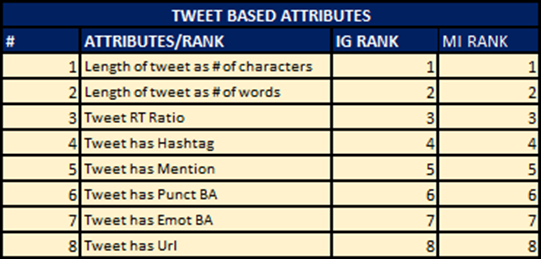 TWEET BASED ATTRIBUTES
# ATTRIBUTES/RANK IG RANK MI RANK
1 Length of tweet as # of characters 1 1
2 Length of tweet as # of words 2 2
3 Tweet RT Ratio 3 3
4 Tweet has Hashtag 4 4
5 Tweet has Mention 5 5
6 Tweet has Punct BA 6 6
7 Tweet has Emot BA 7 7
8 Tweet has Url 8 8